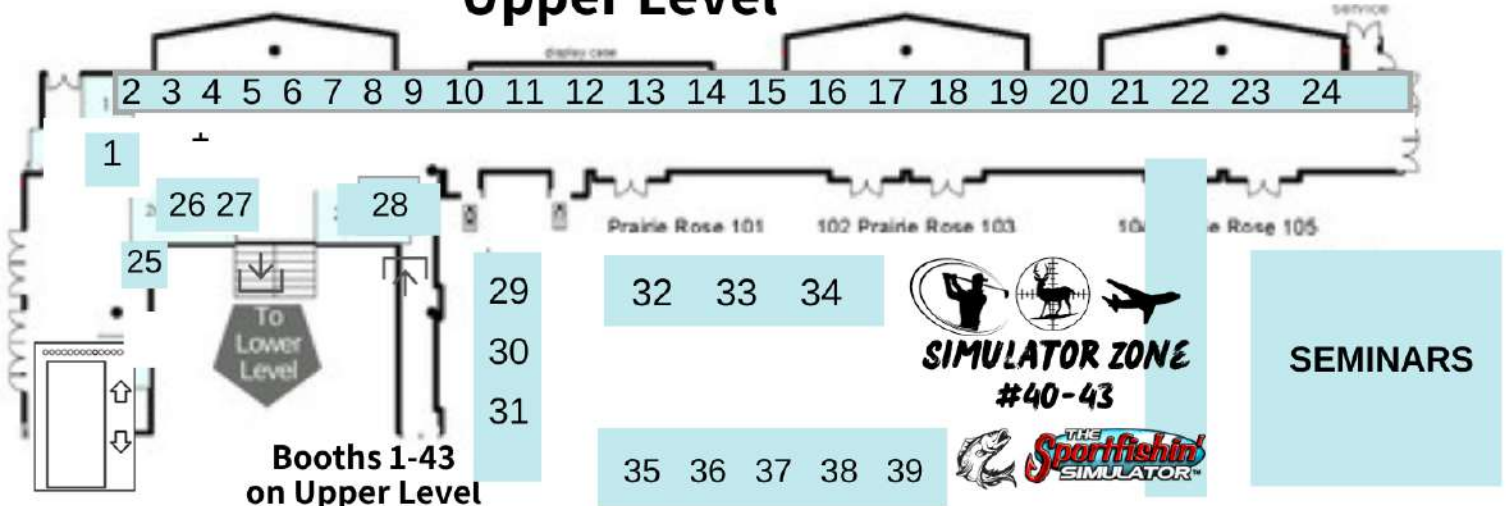 Upper Level
service
display case
2 3 4 5 6 7 8 9 10 11 12 13 14 15 16 17 18 19 20 21 22 23 24
1
26 27
28
Prairie Rose 101
102 Prairie Rose 103
Rose 105
25
29
32 33 34
To
Lower
Level
30
SIMULATOR ZONE
#40-43
SEMINARS
31
THE
Sportfishin'
SIMULATOR™
35 36 37 38 39
Booths 1-43
on Upper Level